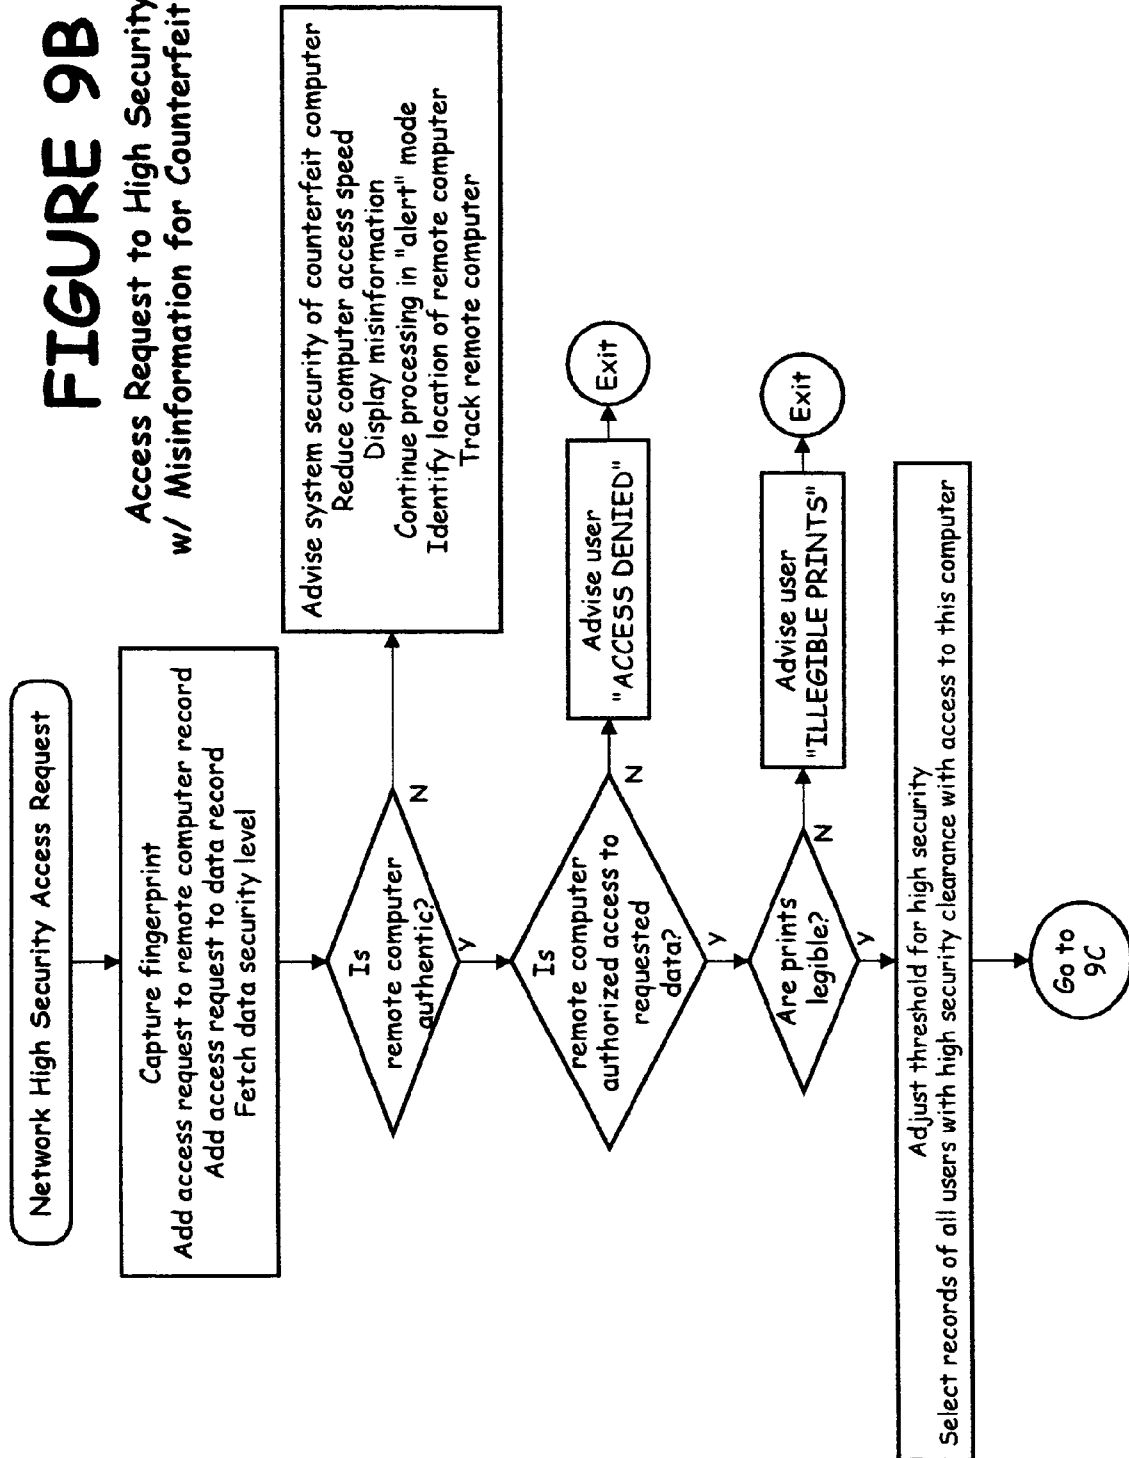 FIGURE 9B
Access Request to High Security
w/ Misinformation for Counterfeit
Network High Security Access Request
Capture fingerprint
Add access request to remote computer record
Add access request to data record
Fetch data security level
Is
remote computer
authentic?
N
Y
Advise system security of counterfeit computer
Reduce computer access speed
Display misinformation
Continue processing in "alert" mode
Identify location of remote computer
Track remote computer
Is
remote computer
authorized access to
requested
data?
N
Y
Advise user
"ACCESS DENIED"
Exit
Are prints
legible?
N
Y
Advise user
"ILLEGIBLE PRINTS"
Exit
Adjust threshold for high security
Select records of all users with high security clearance with access to this computer
Go to
9C